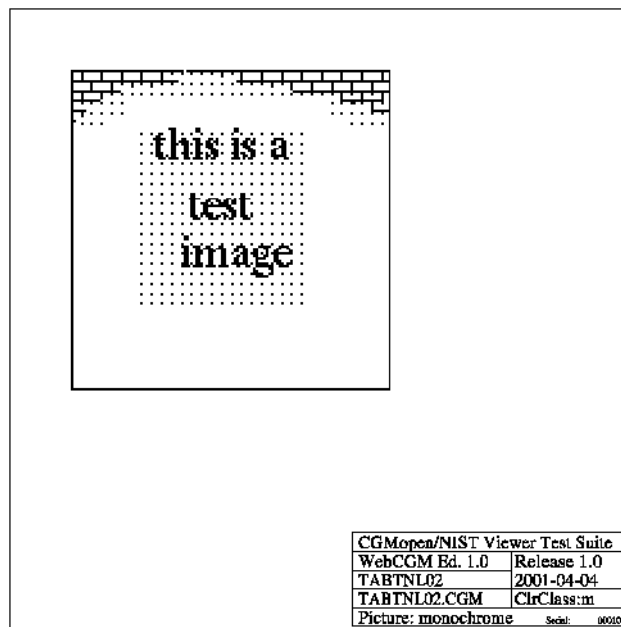 this is a
test
image
CGMopen/NIST Viewer Test Suite
WebCGM Ed. 1.0 Release 1.0
TABTNL02 2001-04-04
TABTNL02.CGM ClrClass:m
Picture: monochrome Serial: